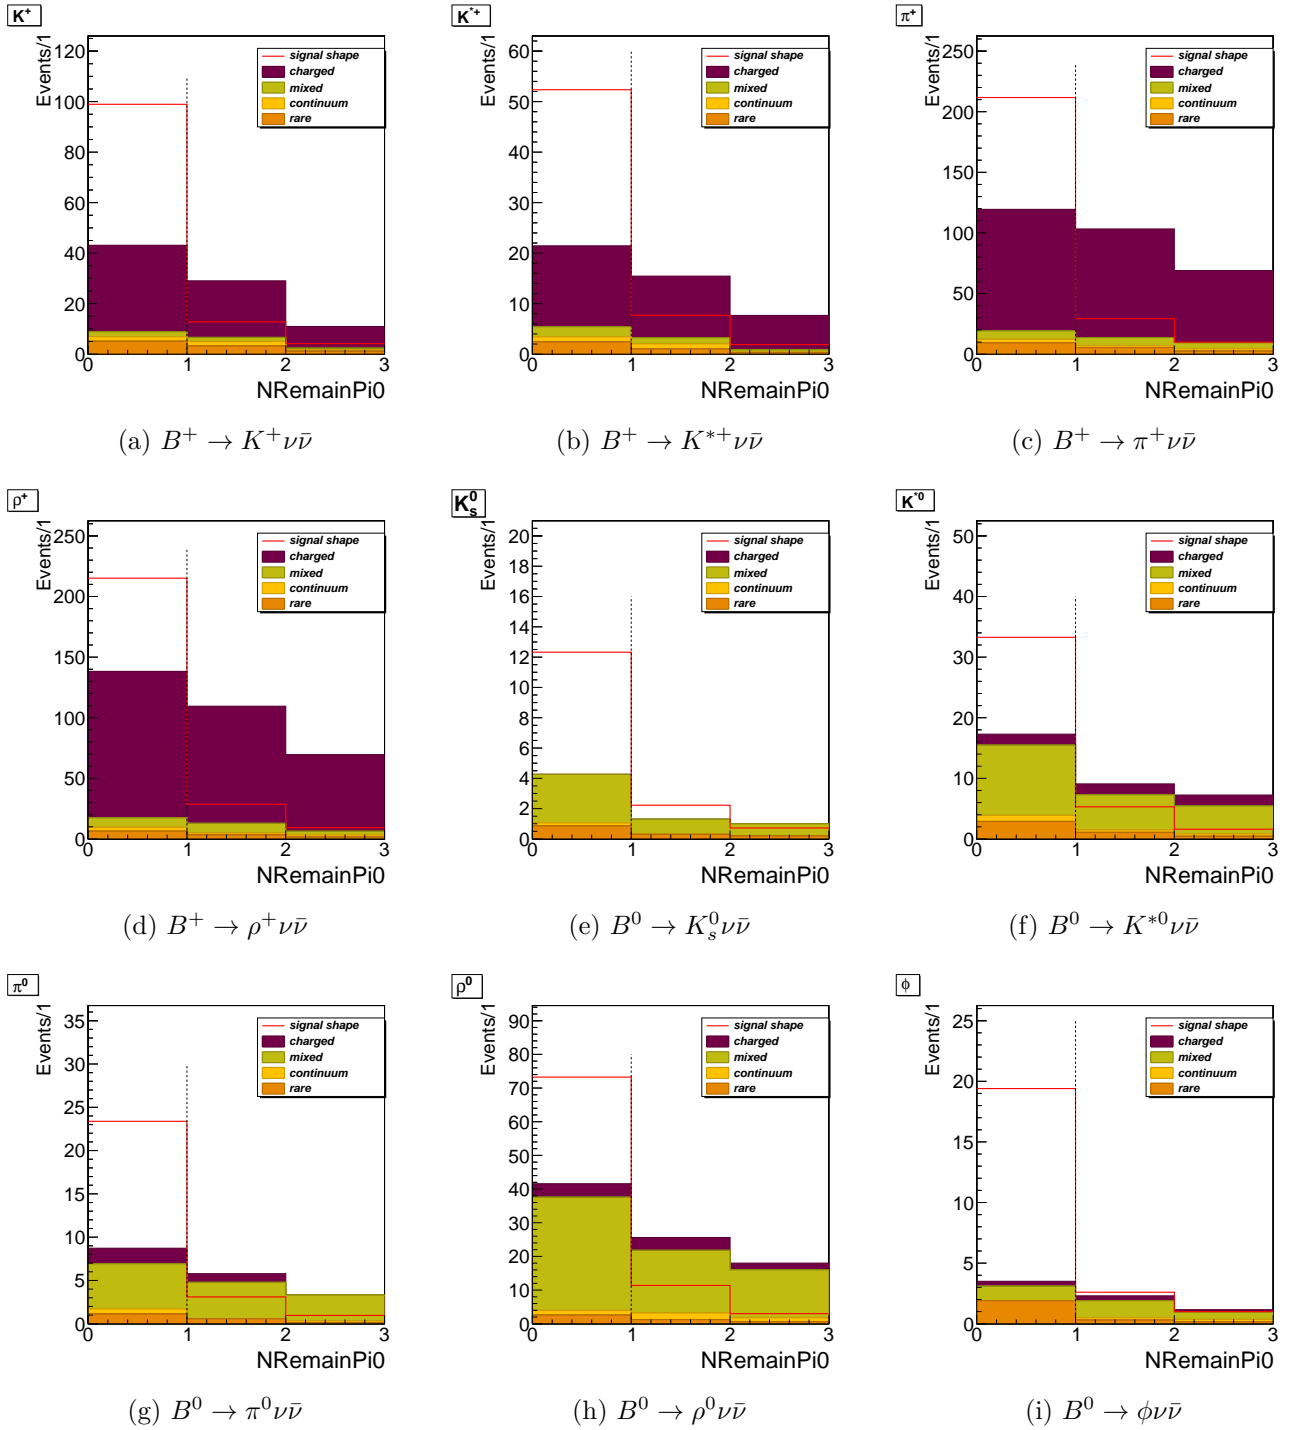 K+
Events/1
120
100
80
60
40
20
0
0 1 2 3
NRemainPi0
signal shape
charged
mixed
continuum
rare
(a) B+ → K+νν̄
K*+
Events/1
60
50
40
30
20
10
0
0 1 2 3
NRemainPi0
signal shape
charged
mixed
continuum
rare
(b) B+ → K*+νν̄
π+
Events/1
250
200
150
100
50
0
0 1 2 3
NRemainPi0
signal shape
charged
mixed
continuum
rare
(c) B+ → π+νν̄
ρ+
Events/1
250
200
150
100
50
0
0 1 2 3
NRemainPi0
signal shape
charged
mixed
continuum
rare
(d) B+ → ρ+νν̄
K0s
Events/1
20
18
16
14
12
10
8
6
4
2
0
0 1 2 3
NRemainPi0
signal shape
charged
mixed
continuum
rare
(e) B0 → K0sνν̄
K*0
Events/1
50
40
30
20
10
0
0 1 2 3
NRemainPi0
signal shape
charged
mixed
continuum
rare
(f) B0 → K*0νν̄
π0
Events/1
35
30
25
20
15
10
5
0
0 1 2 3
NRemainPi0
signal shape
charged
mixed
continuum
rare
(g) B0 → π0νν̄
ρ0
Events/1
90
80
70
60
50
40
30
20
10
0
0 1 2 3
NRemainPi0
signal shape
charged
mixed
continuum
rare
(h) B0 → ρ0νν̄
ϕ
Events/1
25
20
15
10
5
0
0 1 2 3
NRemainPi0
signal shape
charged
mixed
continuum
rare
(i) B0 → ϕνν̄